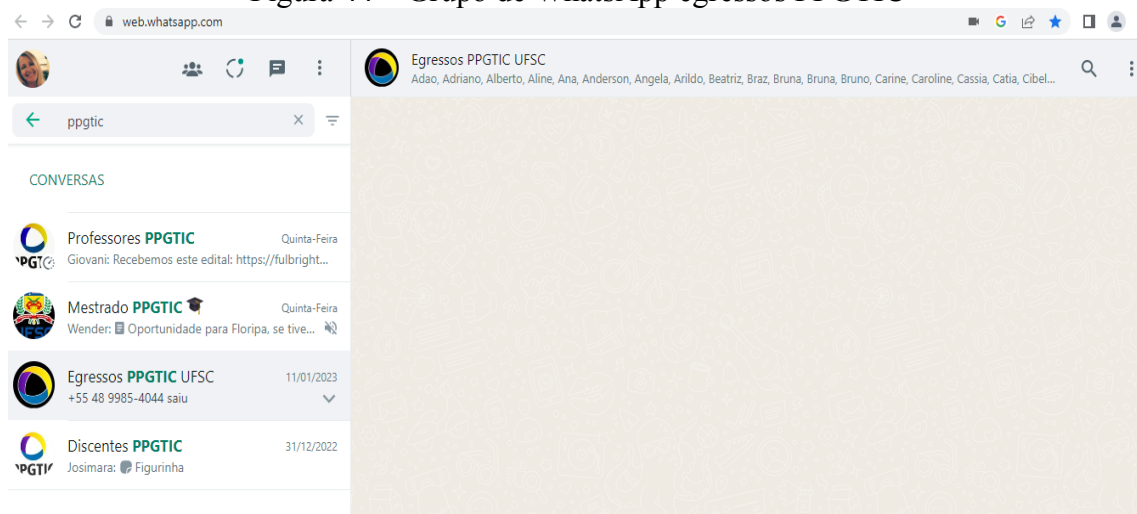 web.whatsapp.com
Egressos PPGTIC UFSC
Adao, Adriano, Alberto, Aline, Ana, Anderson, Angela, Arildo, Beatriz, Braz, Bruna, Bruna, Bruno, Carine, Caroline, Cassia, Catia, Cibel...
ppgtic
CONVERSAS
Professores PPGTIC Quinta-Feira
Giovani: Recebemos este edital: https://fulbright...
Mestrado PPGTIC 🎓 Quinta-Feira
Wender: Oportunidade para Floripa, se tive...
Egressos PPGTIC UFSC 11/01/2023
+55 48 9985-4044 saiu
Discentes PPGTIC 31/12/2022
Josimara: Figurinha